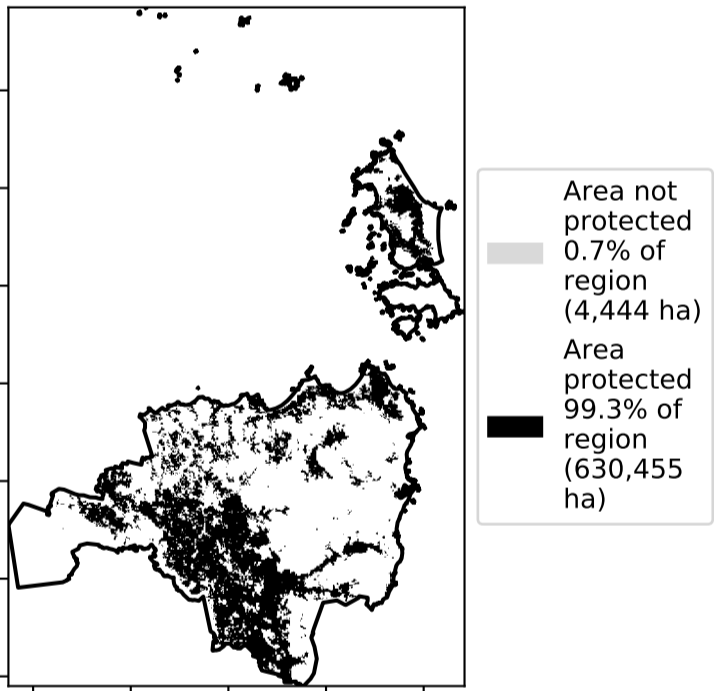 Area not
protected
0.7% of
region
(4,444 ha)
Area
protected
99.3% of
region
(630,455
ha)